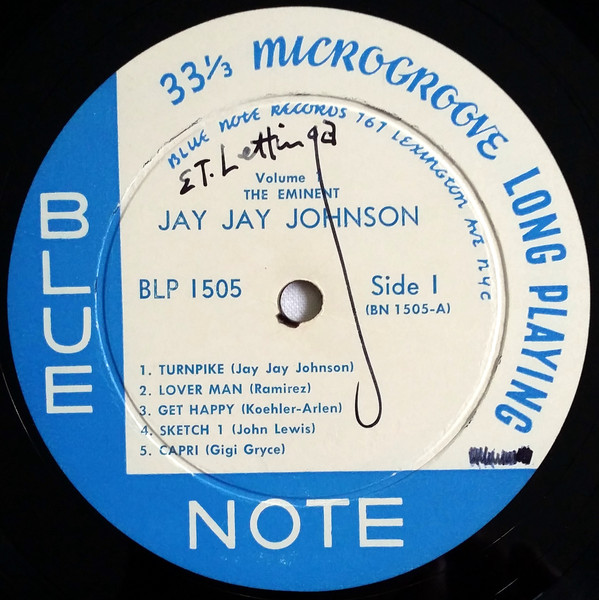 33⅓ MICROGROOVE LONG PLAYING
BLUE NOTE RECORDS 767 LEXINGTON AVE NYC
ET. Lettinga
Volume
THE EMINENT
JAY JAY JOHNSON
BLP 1505
Side 1
(BN 1505-A)
1. TURNPIKE (Jay Jay Johnson)
2. LOVER MAN (Ramirez)
3. GET HAPPY (Koehler-Arlen)
4. SKETCH 1 (John Lewis)
5. CAPRI (Gigi Gryce)
BLUE
NOTE